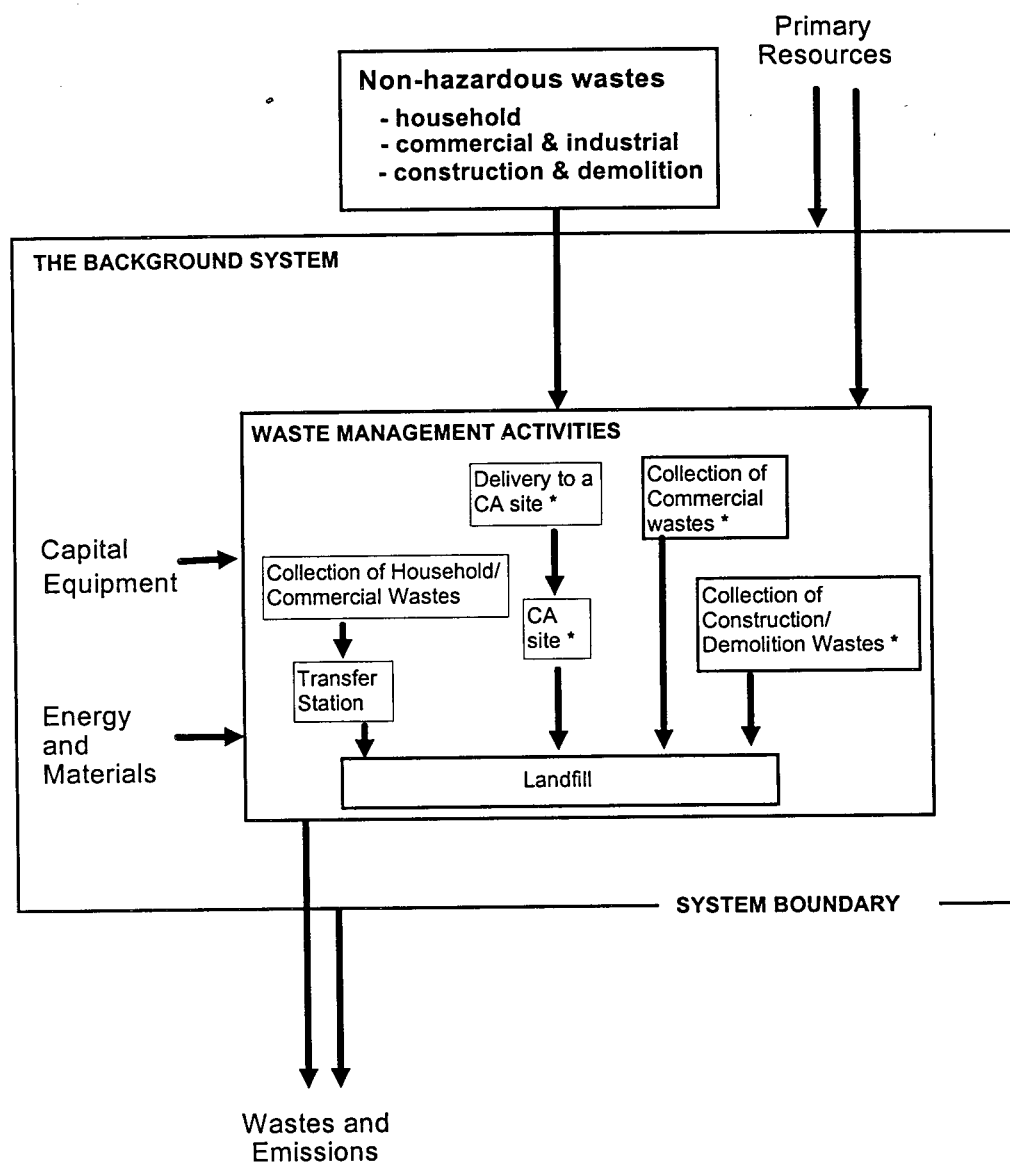 Primary
Resources
Non-hazardous wastes
- household
- commercial & industrial
- construction & demolition
THE BACKGROUND SYSTEM
WASTE MANAGEMENT ACTIVITIES
Delivery to a
CA site *
Collection of
Commercial
wastes *
Capital
Equipment
Collection of Household/
Commercial Wastes
CA
site *
Collection of
Construction/
Demolition Wastes *
Transfer
Station
Energy
and
Materials
Landfill
SYSTEM BOUNDARY
Wastes and
Emissions